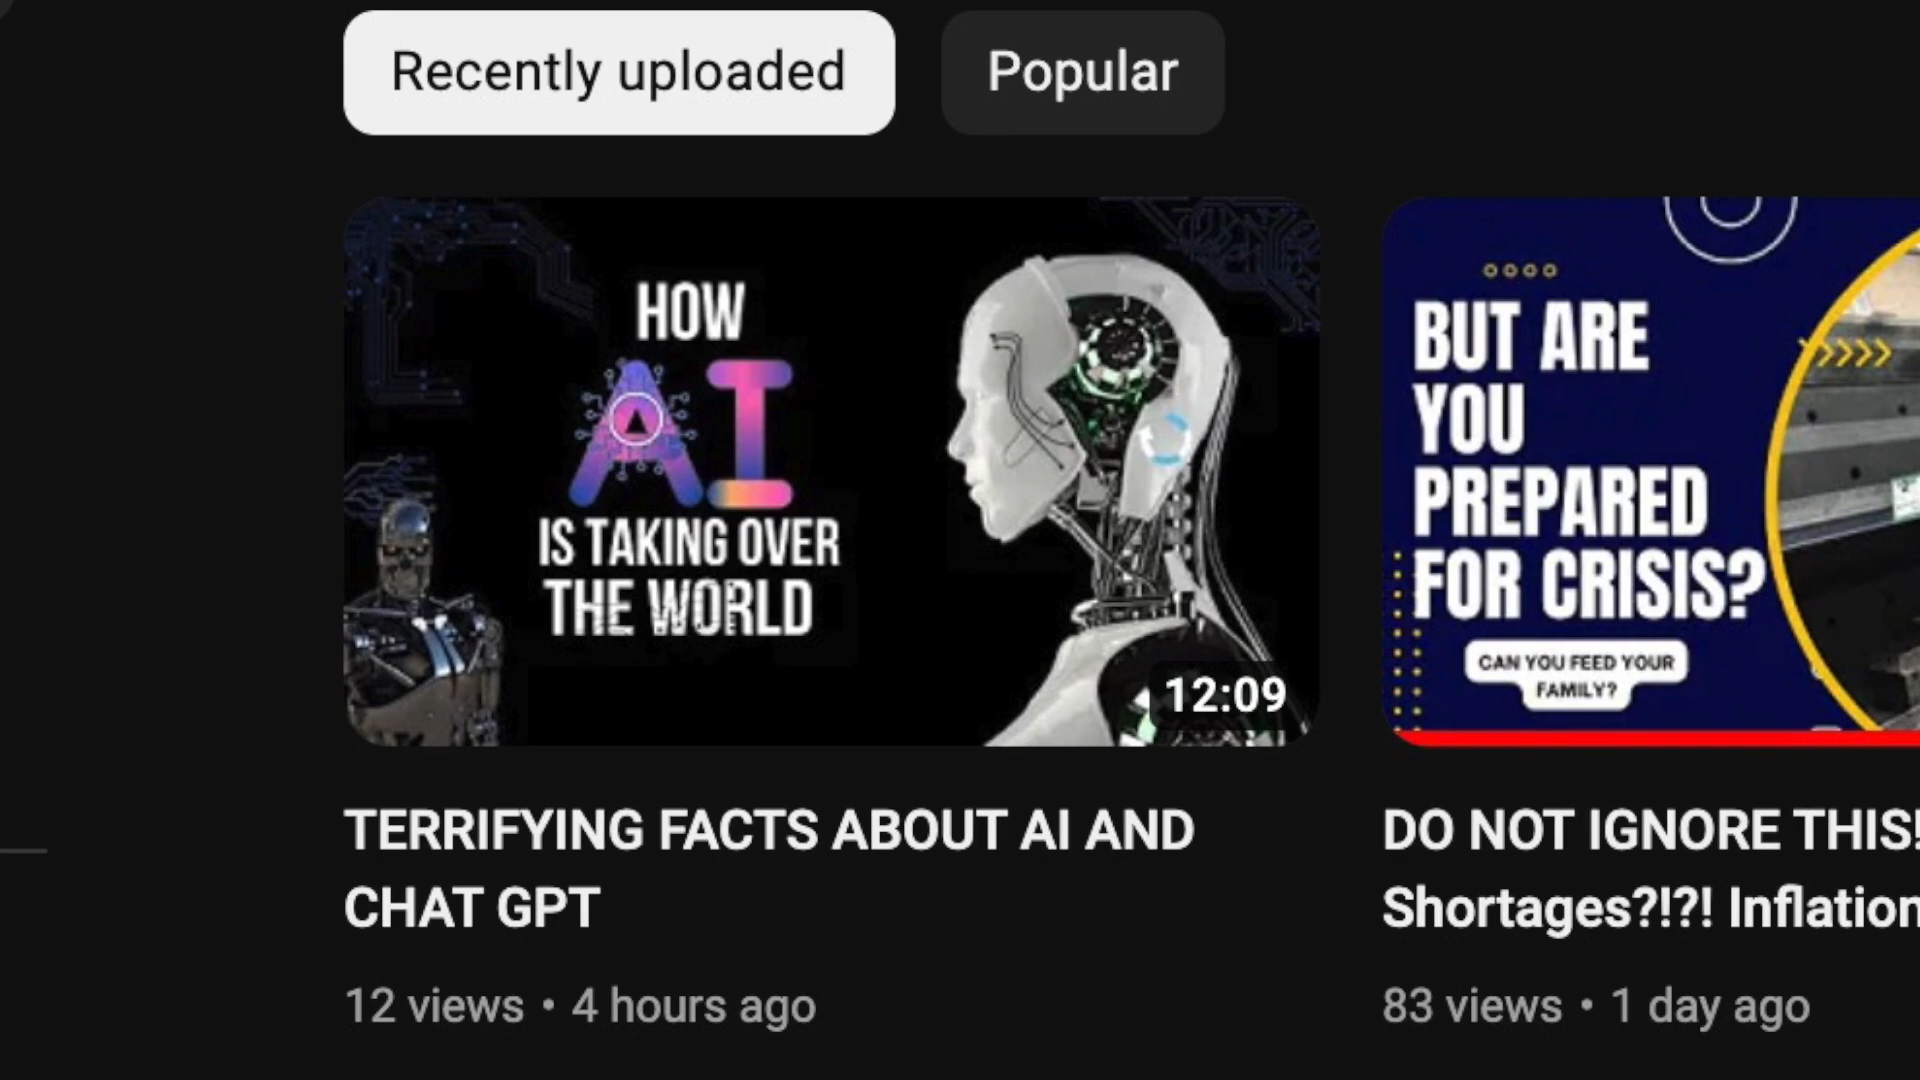 Recently uploaded
Popular
HOW
AI
IS TAKING OVER
THE WORLD
12:09
TERRIFYING FACTS ABOUT AI AND
CHAT GPT
12 views • 4 hours ago
BUT ARE
YOU
PREPARED
FOR CRISIS?
CAN YOU FEED YOUR
FAMILY?
DO NOT IGNORE THIS!
Shortages?!?! Inflation
83 views • 1 day ago